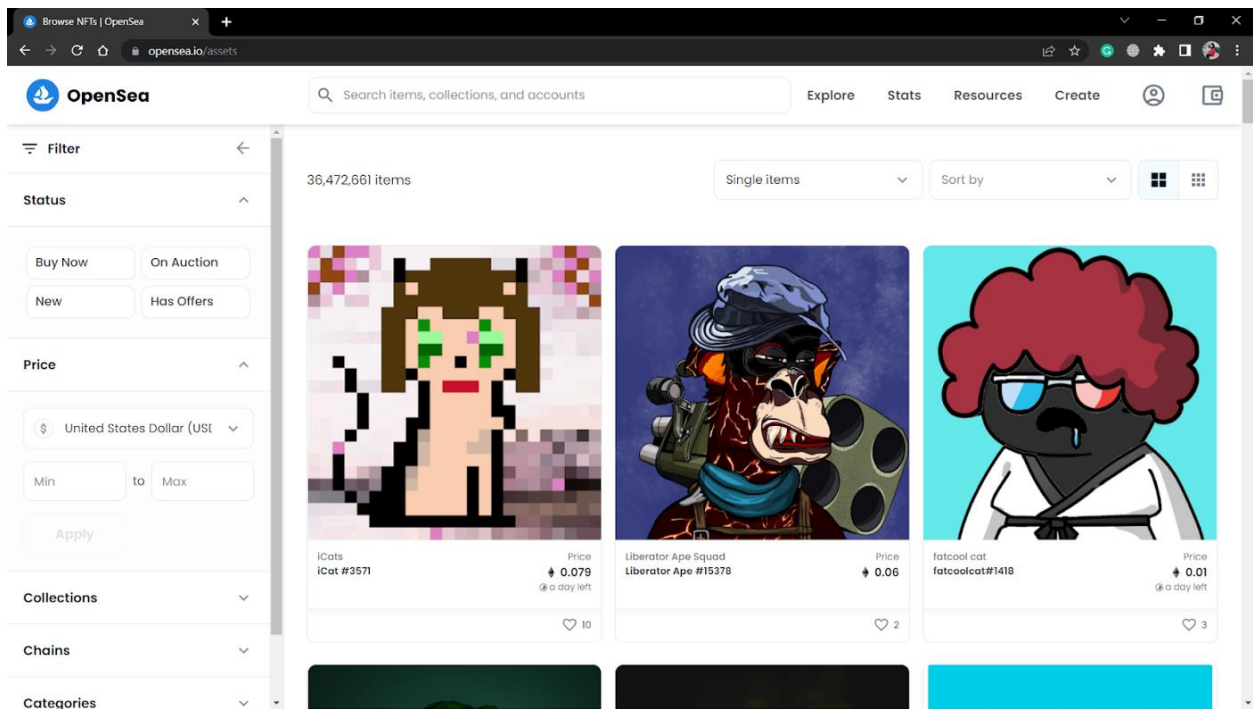 Browse NFTs | OpenSea
opensea.io/assets
OpenSea
Search items, collections, and accounts
Explore Stats Resources Create
Filter
Status
Buy Now On Auction
New Has Offers
Price
$ United States Dollar (USD
Min to Max
Apply
Collections
Chains
Categories
36,472,661 items
Single items
Sort by
iCats Price
iCat #3571 0.079
a day left
10
Liberator Ape Squad Price
Liberator Ape #15378 0.06
2
fatcool cat Price
fatcoolcat#1418 0.01
a day left
3